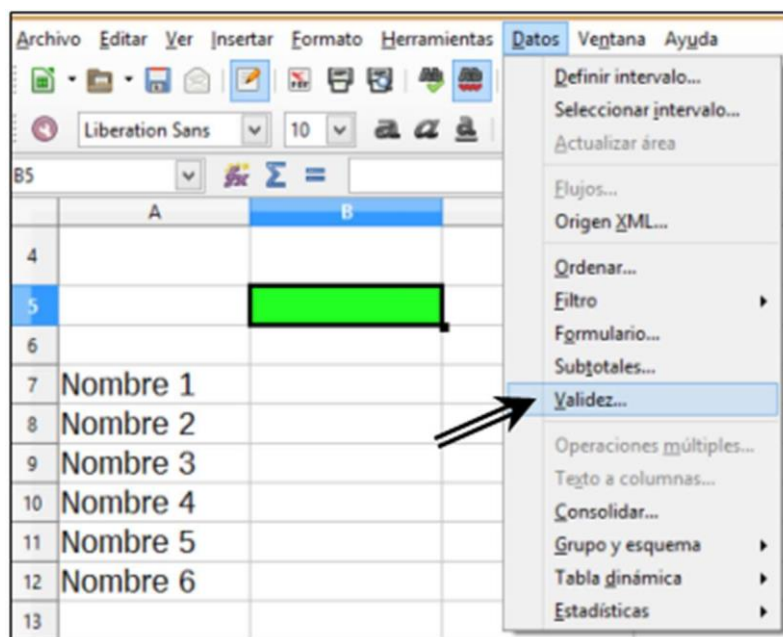 Archivo Editar Ver Insertar Formato Herramientas Datos Ventana Ayuda
Liberation Sans 10 a a a
B5
A B
4
5
6
7 Nombre 1
8 Nombre 2
9 Nombre 3
10 Nombre 4
11 Nombre 5
12 Nombre 6
13
Definir intervalo...
Seleccionar intervalo...
Actualizar área
Flujos...
Origen XML...
Ordenar...
Filtro
Formulario...
Subtotales...
Validez...
Operaciones múltiples...
Texto a columnas...
Consolidar...
Grupo y esquema
Tabla dinámica
Estadísticas